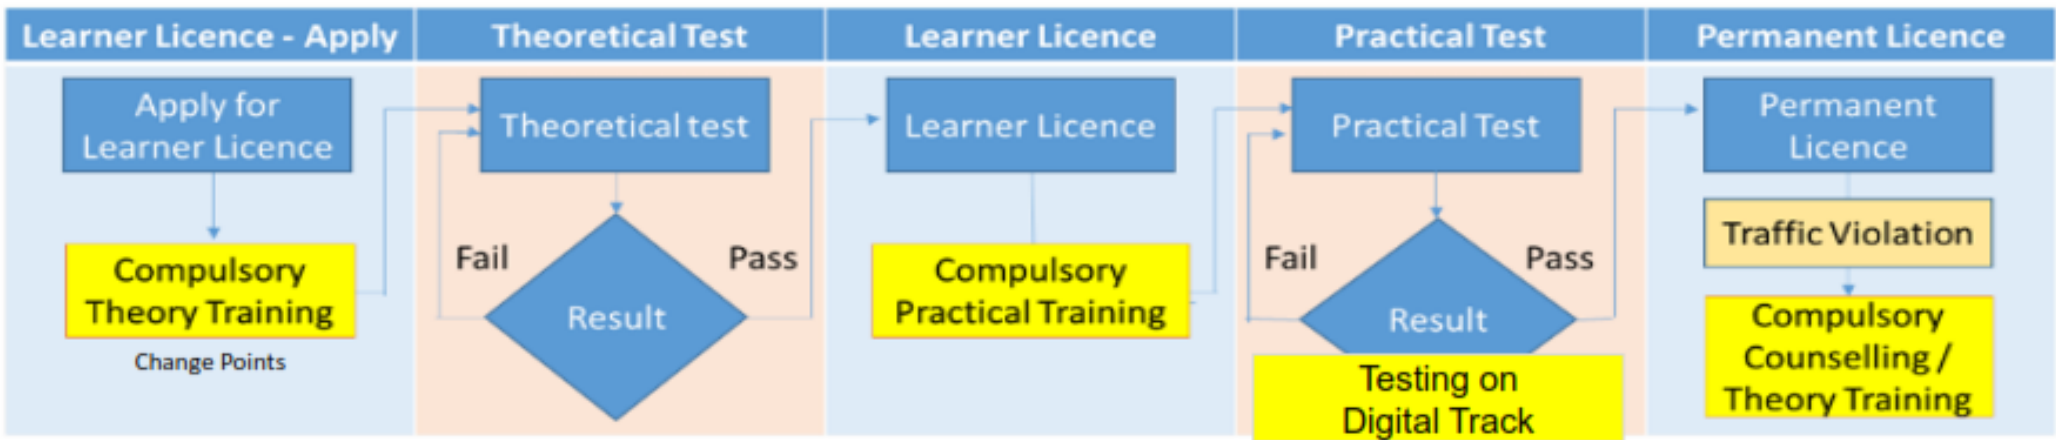 Learner Licence - Apply
Theoretical Test
Learner Licence
Practical Test
Permanent Licence
Apply for
Learner Licence
Compulsory
Theory Training
Change Points
Theoretical test
Fail
Pass
Result
Learner Licence
Compulsory
Practical Training
Practical Test
Fail
Pass
Result
Testing on
Digital Track
Permanent
Licence
Traffic Violation
Compulsory
Counselling /
Theory Training